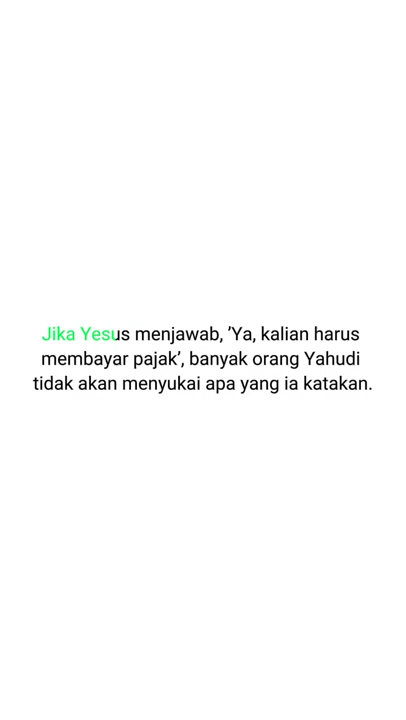 Jika Yesus menjawab, ’Ya, kalian harus
membayar pajak’, banyak orang Yahudi
tidak akan menyukai apa yang ia katakan.